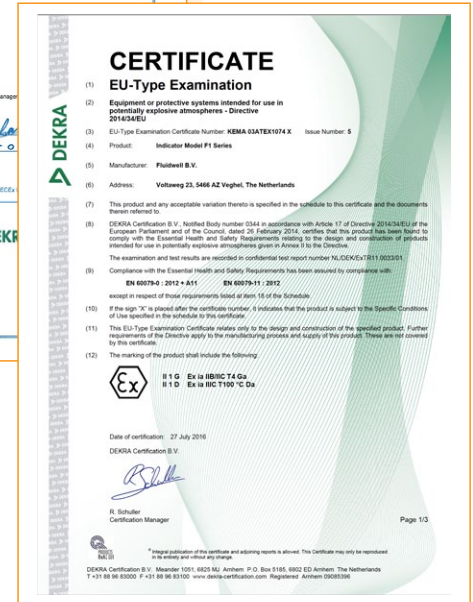 DEKRA
CERTIFICATE
(1) EU-Type Examination
(2) Equipment or protective systems intended for use in
potentially explosive atmospheres - Directive
2014/34/EU
(3) EU-Type Examination Certificate Number: KEMA 03ATEX1074 X Issue Number: 5
(4) Product: Indicator Model F1 Series
(5) Manufacturer: Fluidwell B.V.
(6) Address: Voltaweg 23, 5466 AZ Veghel, The Netherlands
(7) This product and any acceptable variation thereto is specified in the schedule to this certificate and the documents
therein referred to.
(8) DEKRA Certification B.V., Notified Body number 0344 in accordance with Article 17 of Directive 2014/34/EU of the
European Parliament and of the Council, dated 26 February 2014, certifies that this product has been found to
comply with the Essential Health and Safety Requirements relating to the design and construction of products
intended for use in potentially explosive atmospheres given in Annex II to the Directive.
The examination and test results are recorded in confidential test report number NL/DEK/ExTR11.0033/01.
(9) Compliance with the Essential Health and Safety Requirements has been assured by compliance with:
EN 60079-0 : 2012 + A11 EN 60079-11 : 2012
except in respect of those requirements listed at item 18 of the Schedule.
(10) If the sign "X" is placed after the certificate number, it indicates that the product is subject to the Specific Conditions
of Use specified in the schedule to this certificate.
(11) This EU-Type Examination Certificate relates only to the design and construction of the specified product. Further
requirements of the Directive apply to the manufacturing process and supply of this product. These are not covered
by this certificate.
(12) The marking of the product shall include the following:
Ex
II 1 G Ex ia IIB/IIC T4 Ga
II 1 D Ex ia IIIC T100 °C Da
Date of certification: 27 July 2016
DEKRA Certification B.V.
R. Schuller
Certification Manager
Page 1/3
© Integral publication of this certificate and adjoining reports is allowed. This Certificate may only be reproduced
in its entirety and without any change.
DEKRA Certification B.V. Meander 1051, 6825 MJ Arnhem P.O. Box 5185, 6802 ED Arnhem The Netherlands
T +31 88 96 83000 F +31 88 96 83100 www.dekra-certification.com Registered Arnhem 09085396